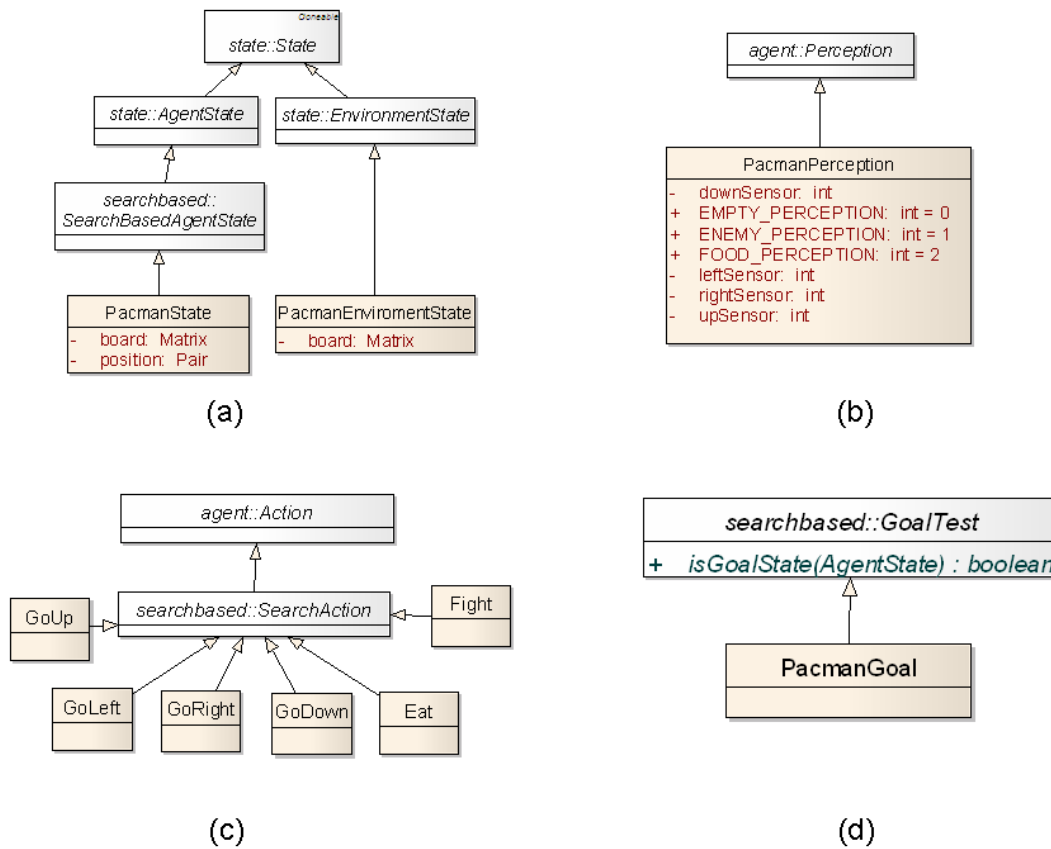 Cloneable
state::State
state::AgentState
state::EnvironmentState
searchbased::
SearchBasedAgentState
PacmanState
- board: Matrix
- position: Pair
PacmanEnviromentState
- board: Matrix
(a)
agent::Perception
PacmanPerception
- downSensor: int
+ EMPTY_PERCEPTION: int = 0
+ ENEMY_PERCEPTION: int = 1
+ FOOD_PERCEPTION: int = 2
- leftSensor: int
- rightSensor: int
- upSensor: int
(b)
agent::Action
searchbased::SearchAction
GoUp
Fight
GoLeft
GoRight
GoDown
Eat
(c)
searchbased::GoalTest
+ isGoalState(AgentState) : boolean
PacmanGoal
(d)